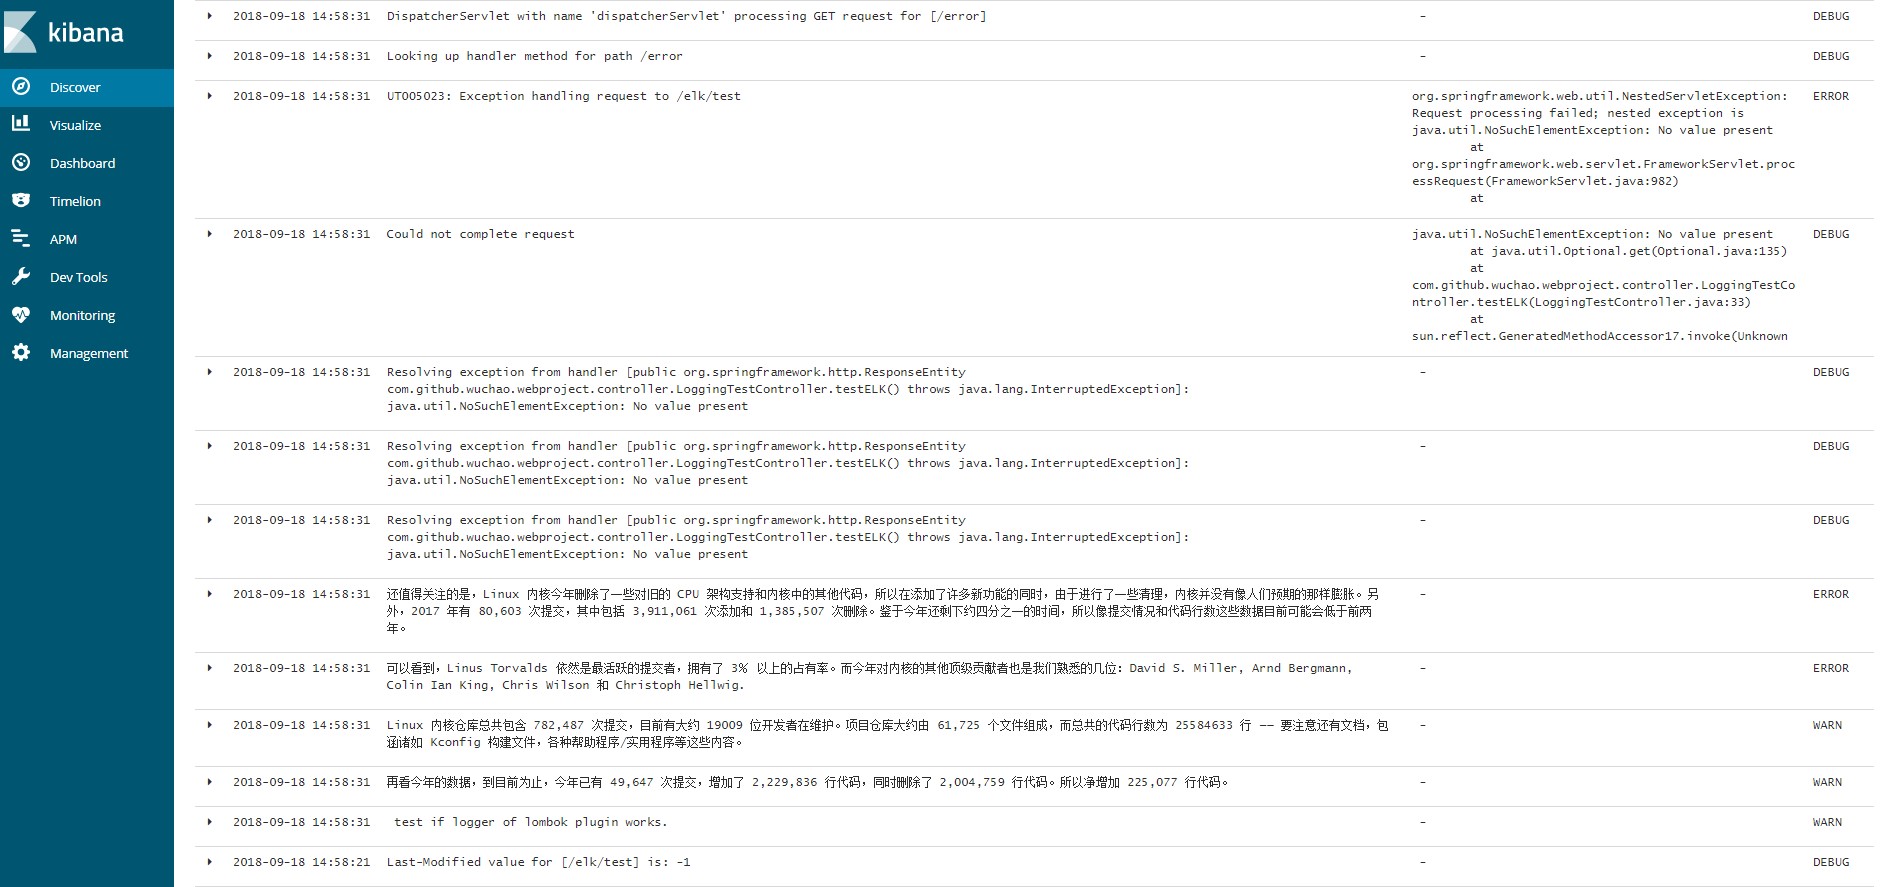 kibana
Discover
Visualize
Dashboard
Timelion
APM
Dev Tools
Monitoring
Management
2018-09-18 14:58:31 DispatcherServlet with name 'dispatcherServlet' processing GET request for [/error] - DEBUG
2018-09-18 14:58:31 Looking up handler method for path /error - DEBUG
2018-09-18 14:58:31 UT005023: Exception handling request to /elk/test org.springframework.web.util.NestedServletException: ERROR
Request processing failed; nested exception is
java.util.NoSuchElementException: No value present
at
org.springframework.web.servlet.FrameworkServlet.proc
essRequest(FrameworkServlet.java:982)
at
2018-09-18 14:58:31 Could not complete request java.util.NoSuchElementException: No value present DEBUG
at java.util.Optional.get(Optional.java:135)
at
com.github.wuchao.webproject.controller.LoggingTestCo
ntroller.testELK(LoggingTestController.java:33)
at
sun.reflect.GeneratedMethodAccessor17.invoke(Unknown
2018-09-18 14:58:31 Resolving exception from handler [public org.springframework.http.ResponseEntity - DEBUG
com.github.wuchao.webproject.controller.LoggingTestController.testELK() throws java.lang.InterruptedException]:
java.util.NoSuchElementException: No value present
2018-09-18 14:58:31 Resolving exception from handler [public org.springframework.http.ResponseEntity - DEBUG
com.github.wuchao.webproject.controller.LoggingTestController.testELK() throws java.lang.InterruptedException]:
java.util.NoSuchElementException: No value present
2018-09-18 14:58:31 Resolving exception from handler [public org.springframework.http.ResponseEntity - DEBUG
com.github.wuchao.webproject.controller.LoggingTestController.testELK() throws java.lang.InterruptedException]:
java.util.NoSuchElementException: No value present
2018-09-18 14:58:31 还值得关注的是，Linux 内核今年删除了一些对旧的 CPU 架构支持和内核中的其他代码，所以在添加了许多新功能的同时，由于进行了一些清理，内核并没有像人们预期的那样膨胀。另 - ERROR
外，2017 年有 80,603 次提交，其中包括 3,911,061 次添加和 1,385,507 次删除。鉴于今年还剩下约四分之一的时间，所以像提交情况和代码行数这些数据目前可能会低于前两
年。
2018-09-18 14:58:31 可以看到，Linus Torvalds 依然是最活跃的提交者，拥有了 3% 以上的占有率。而今年对内核的其他顶级贡献者也是我们熟悉的几位: David S. Miller, Arnd Bergmann, - ERROR
Colin Ian King, Chris Wilson 和 Christoph Hellwig.
2018-09-18 14:58:31 Linux 内核仓库总共包含 782,487 次提交，目前有大约 19009 位开发者在维护。项目仓库大约由 61,725 个文件组成，而总共的代码行数为 25584633 行 -- 要注意还有文档，包 - WARN
涵诸如 Kconfig 构建文件，各种帮助程序/实用程序等这些内容。
2018-09-18 14:58:31 再看今年的数据，到目前为止，今年已有 49,647 次提交，增加了 2,229,836 行代码，同时删除了 2,004,759 行代码。所以净增加 225,077 行代码。 - WARN
2018-09-18 14:58:31 test if logger of lombok plugin works. - WARN
2018-09-18 14:58:21 Last-Modified value for [/elk/test] is: -1 - DEBUG